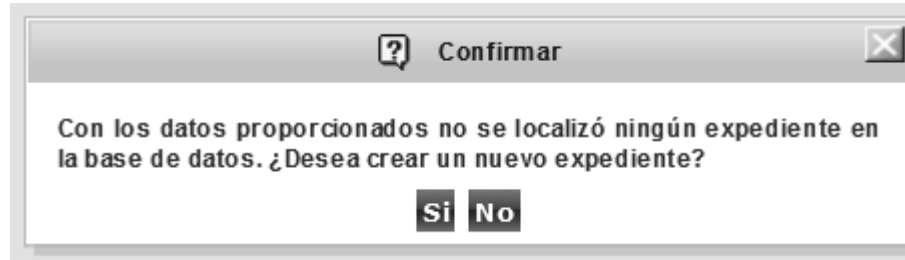 Confirmar
Con los datos proporcionados no se localizó ningún expediente en
la base de datos. ¿Desea crear un nuevo expediente?
Si No